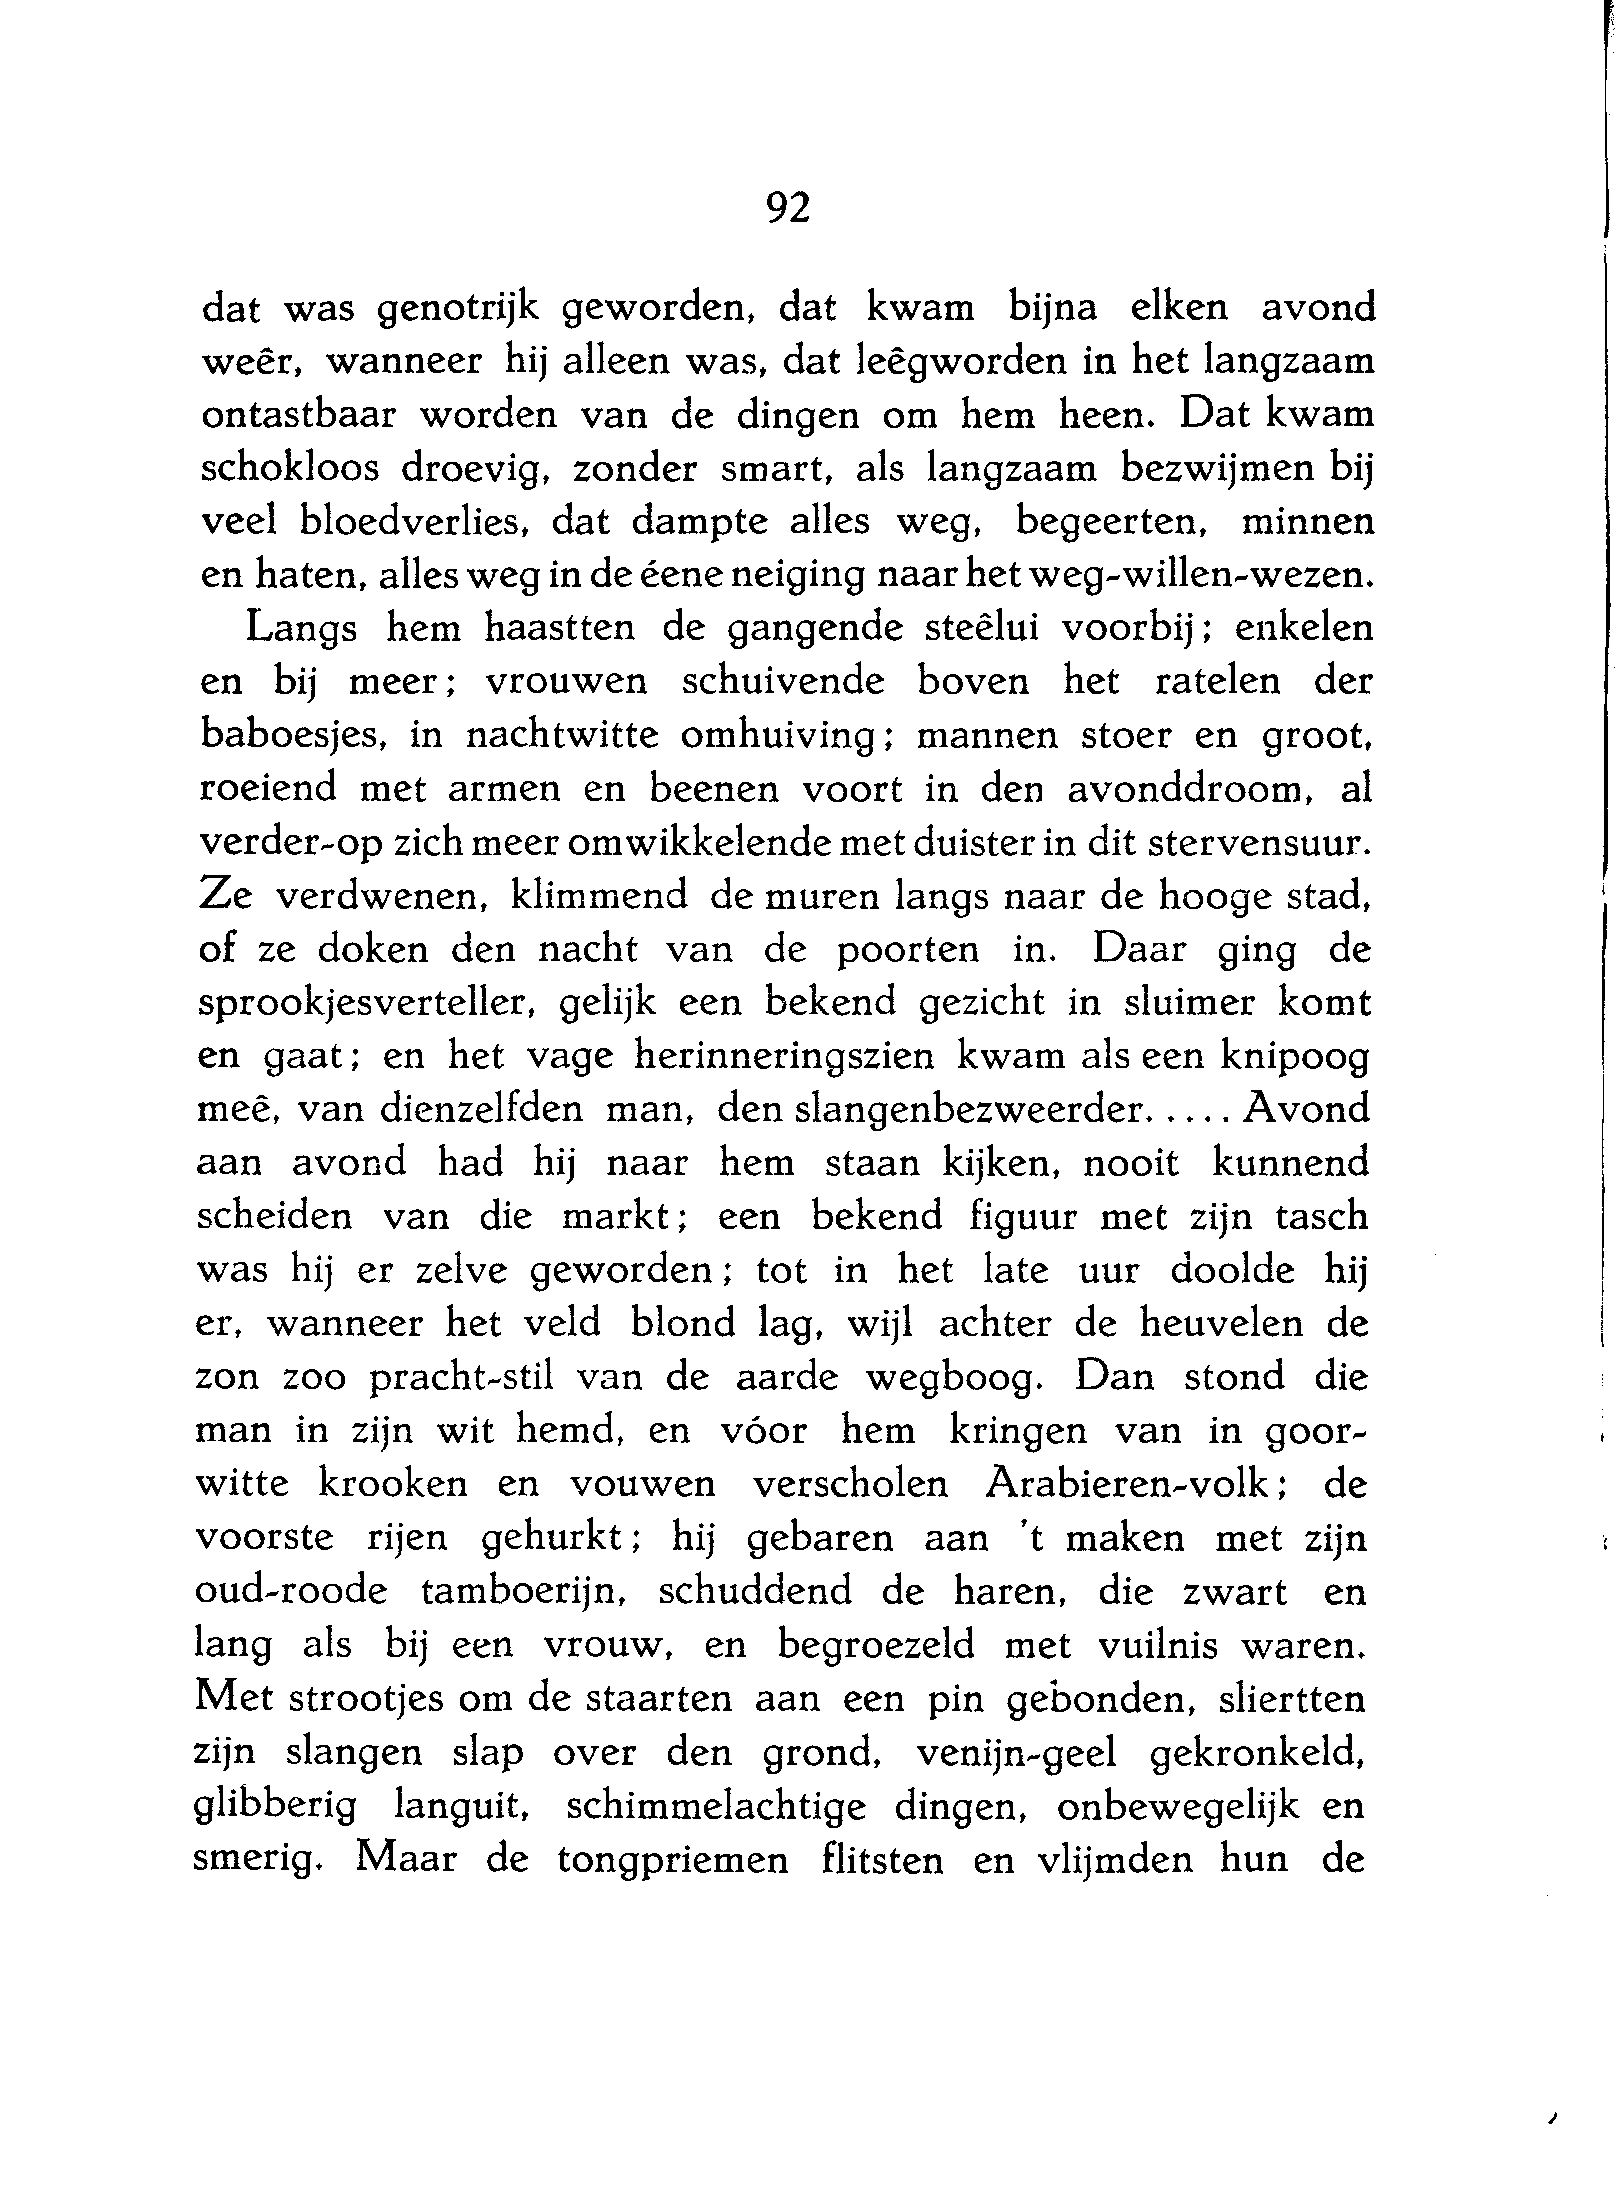 92
dat was genotrijk geworden, dat kwam bijna elken avond
weêr, wanneer hij alleen was, dat leêgworden in het langzaam
ontastbaar worden van de dingen om hem heen. Dat kwam
schokloos droevig, zonder smart, als langzaam bezwijmen bij
veel bloedverlies, dat dampte alles weg, begeerten, minnen
en haten, alles weg in de éene neiging naar het weg-willen-wezen.
Langs hem haastten de gangende steêlui voorbij; enkelen
en bij meer; vrouwen schuivende boven het ratelen der
baboesjes, in nachtwitte omhuiving; mannen stoer en groot,
roeiend met armen en beenen voort in den avonddroom, al
verder-op zich meer omwikkelende met duister in dit stervensuur.
Ze verdwenen, klimmend de muren langs naar de hooge stad,
of ze doken den nacht van de poorten in. Daar ging de
sprookjesverteller, gelijk een bekend gezicht in sluimer komt
en gaat; en het vage herinneringszien kwam als een knipoog
meê, van dienzelfden man, den slangenbezweerder..... Avond
aan avond had hij naar hem staan kijken, nooit kunnend
scheiden van die markt; een bekend figuur met zijn tasch
was hij er zelve geworden; tot in het late uur doolde hij
er, wanneer het veld blond lag, wijl achter de heuvelen de
zon zoo pracht-stil van de aarde wegboog. Dan stond die
man in zijn wit hemd, en vóor hem kringen van in goor-
witte krooken en vouwen verscholen Arabieren-volk; de
voorste rijen gehurkt; hij gebaren aan 't maken met zijn
oud-roode tamboerijn, schuddend de haren, die zwart en
lang als bij een vrouw, en begroezeld met vuilnis waren.
Met strootjes om de staarten aan een pin gebonden, sliertten
zijn slangen slap over den grond, venijn-geel gekronkeld,
glibberig languit, schimmelachtige dingen, onbewegelijk en
smerig. Maar de tongpriemen flitsten en vlijmden hun de